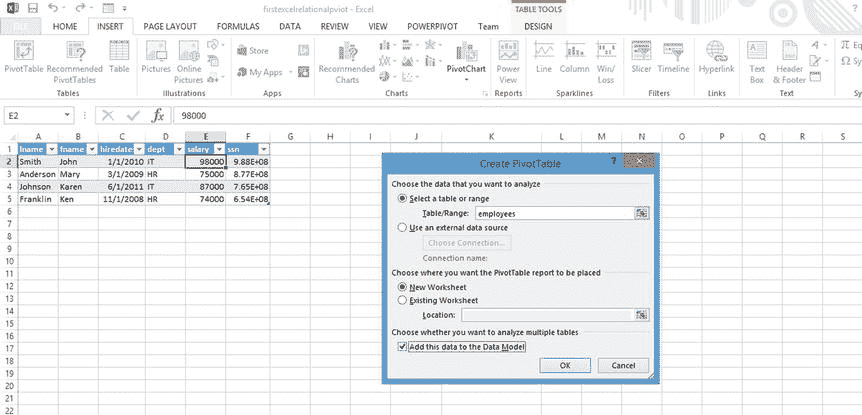 firstexcelrelationalpviot - Excel
TABLE TOOLS
?
HOME INSERT PAGE LAYOUT FORMULAS DATA REVIEW VIEW POWERPIVOT Team DESIGN
PivotTable Recommended PivotTables Table Pictures Online Pictures Store My Apps Recommended Charts PivotChart Power View Line Column Win/Loss Slicer Timeline Hyperlink Text Box Header & Footer
Tables Illustrations Apps Charts Reports Sparklines Filters Links Text
E2 fx 98000
A B C D E F G H I J K L M N O P Q R S
1 lname fname hiredate dept salary ssn
2 Smith John 1/1/2010 IT 98000 9.88E+08
3 Anderson Mary 3/1/2009 HR 75000 8.77E+08
4 Johnson Karen 6/1/2011 IT 87000 7.65E+08
5 Franklin Ken 11/1/2008 HR 74000 6.54E+08
6
7
8
9
10
11
12
13
14
15
16
17
18
19
20
21
22
Create PivotTable ? x
Choose the data that you want to analyze
Select a table or range
Table/Range: employees
Use an external data source
Choose Connection...
Connection name:
Choose where you want the PivotTable report to be placed
New Worksheet
Existing Worksheet
Location:
Choose whether you want to analyze multiple tables
Add this data to the Data Model
OK Cancel